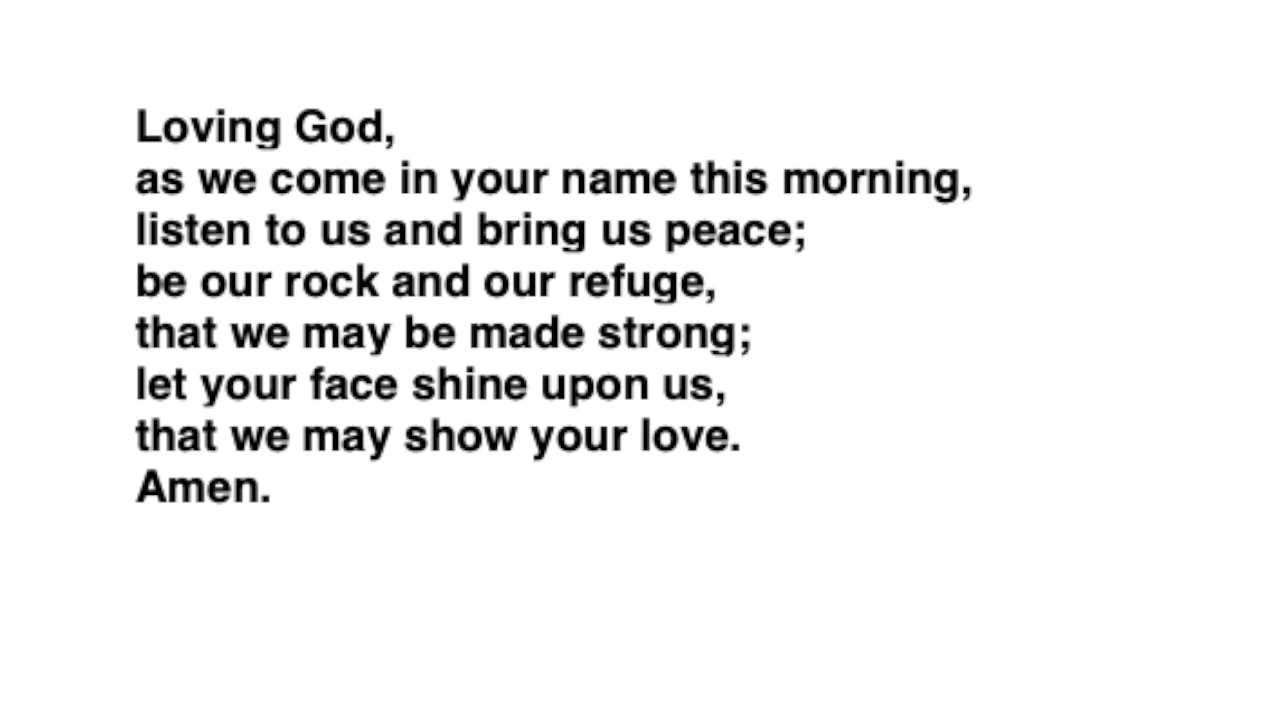 Loving God,
as we come in your name this morning,
listen to us and bring us peace;
be our rock and our refuge,
that we may be made strong;
let your face shine upon us,
that we may show your love.
Amen.